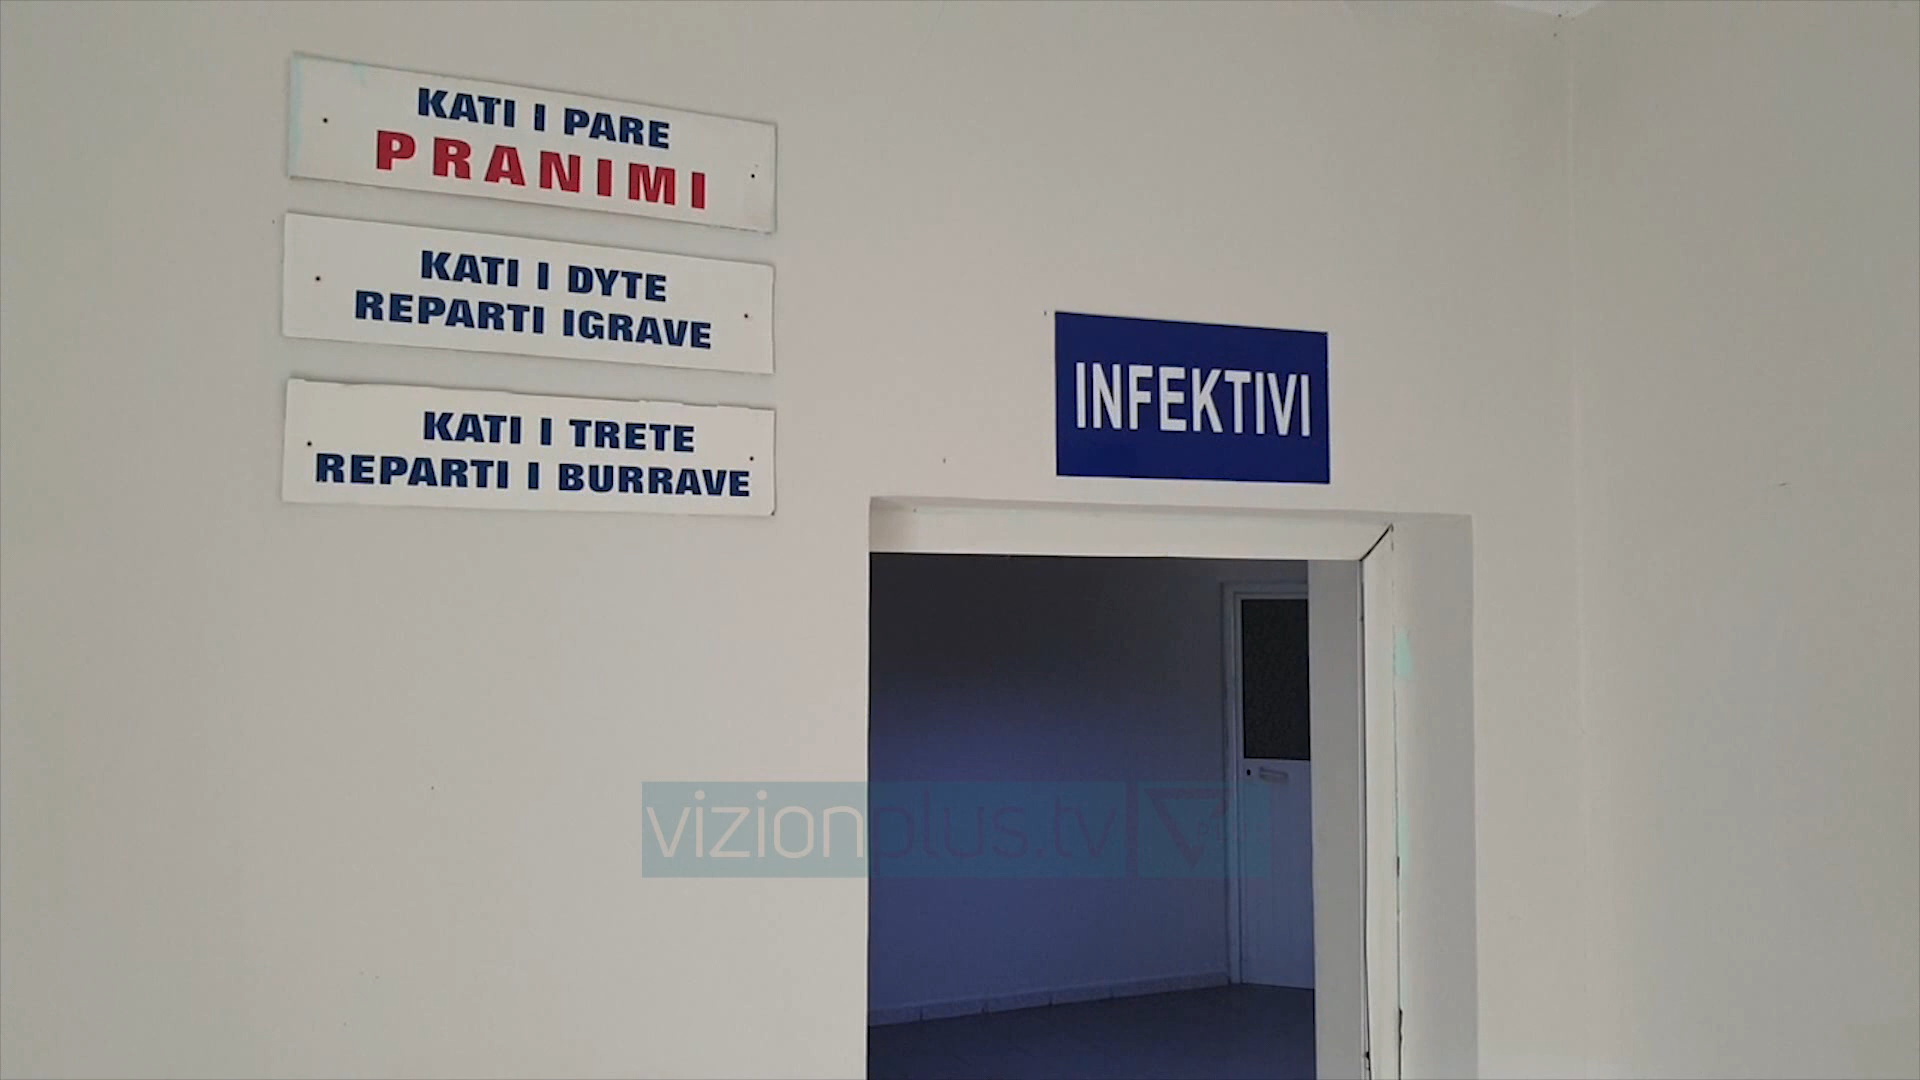 KATI I PARE
PRANIMI
KATI I DYTE
REPARTI IGRAVE
KATI I TRETE
REPARTI I BURRAVE
INFEKTIVI
vizionplus.tv